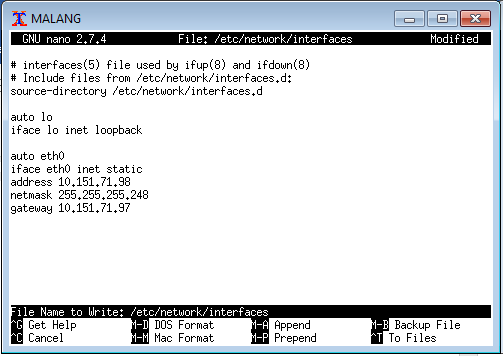 MALANG
GNU nano 2.7.4 File: /etc/network/interfaces Modified
# interfaces(5) file used by ifup(8) and ifdown(8)
# Include files from /etc/network/interfaces.d:
source-directory /etc/network/interfaces.d
auto lo
iface lo inet loopback
auto eth0
iface eth0 inet static
address 10.151.71.98
netmask 255.255.255.248
gateway 10.151.71.97
File Name to Write: /etc/network/interfaces
^G Get Help M-D DOS Format M-A Append M-B Backup File
^C Cancel M-M Mac Format M-P Prepend ^T To Files